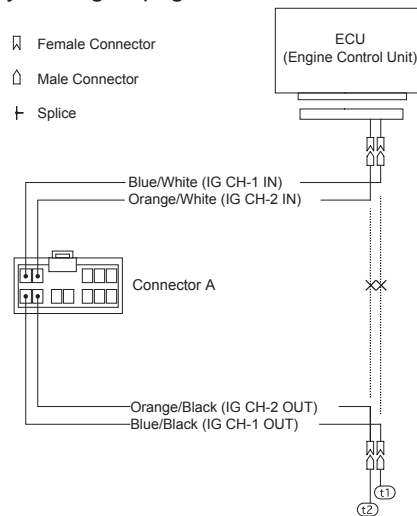 Female Connector
Male Connector
Splice
ECU
(Engine Control Unit)
Blue/White (IG CH-1 IN)
Orange/White (IG CH-2 IN)
Connector A
Orange/Black (IG CH-2 OUT)
Blue/Black (IG CH-1 OUT)
t1
t2